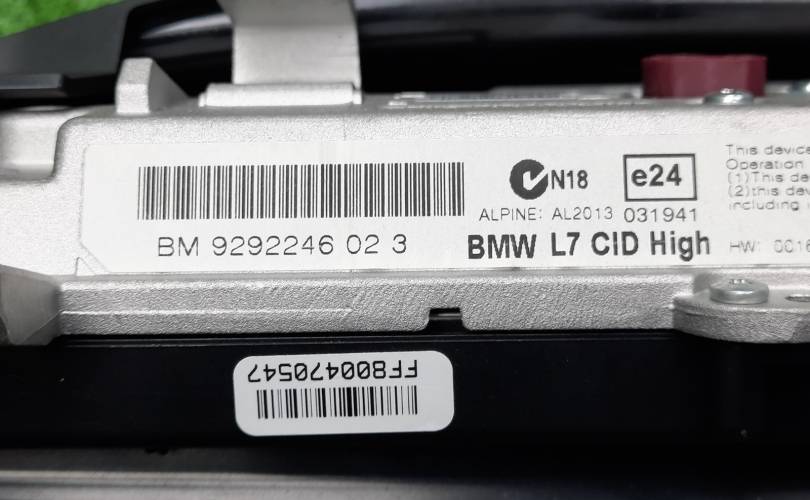 BM 9292246 02 3
N18
e24
ALPINE: AL2013 031941
BMW L7 CID High
This device
Operation
(1)This de
(2)this dev
including
HW: 0016
FF800470547